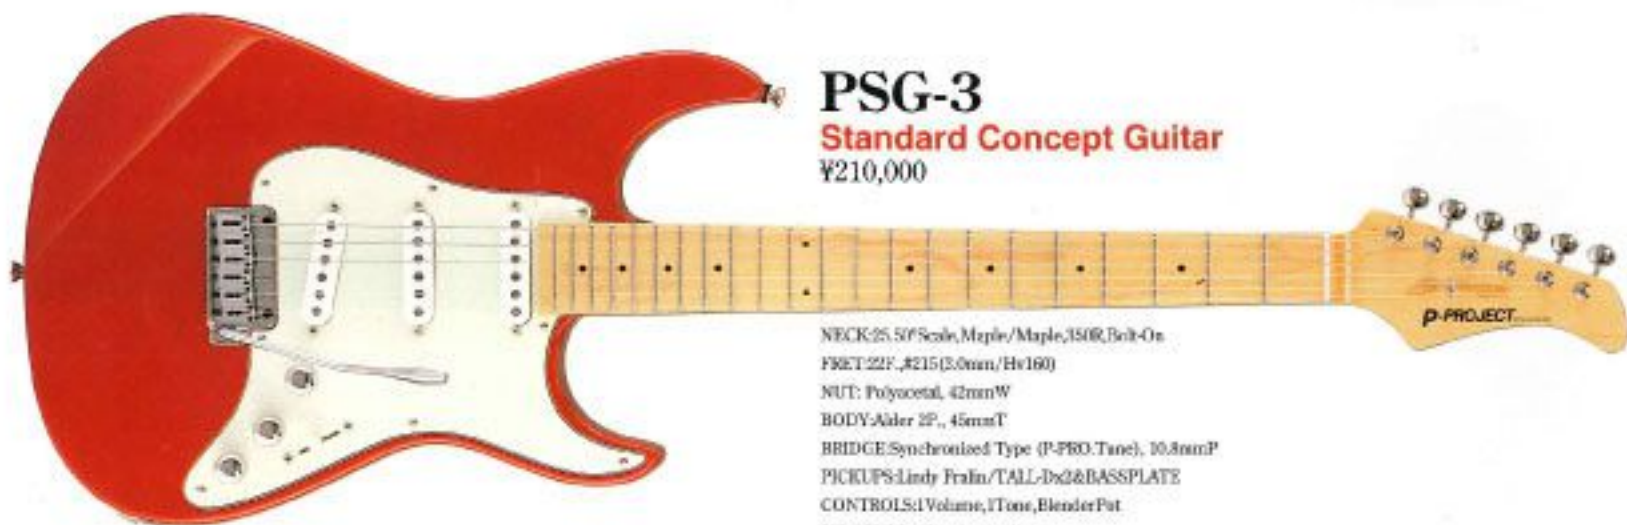 PSG-3
Standard Concept Guitar
¥210,000
P-PROJECT
NECK:25.50"Scale,Maple/Maple,350R,Bolt-On
FRET:22F.,#215(3.0mm/Hv160)
NUT: Polyacetal, 42mmW
BODY:Alder 2P., 45mmT
BRIDGE:Synchronized Type (P-PRO.Tune), 10.8mmP
PICKUPS:Lindy Fralin/TALL-Dx2&BASSPLATE
CONTROLS:1Volume,1Tone,BlenderPot